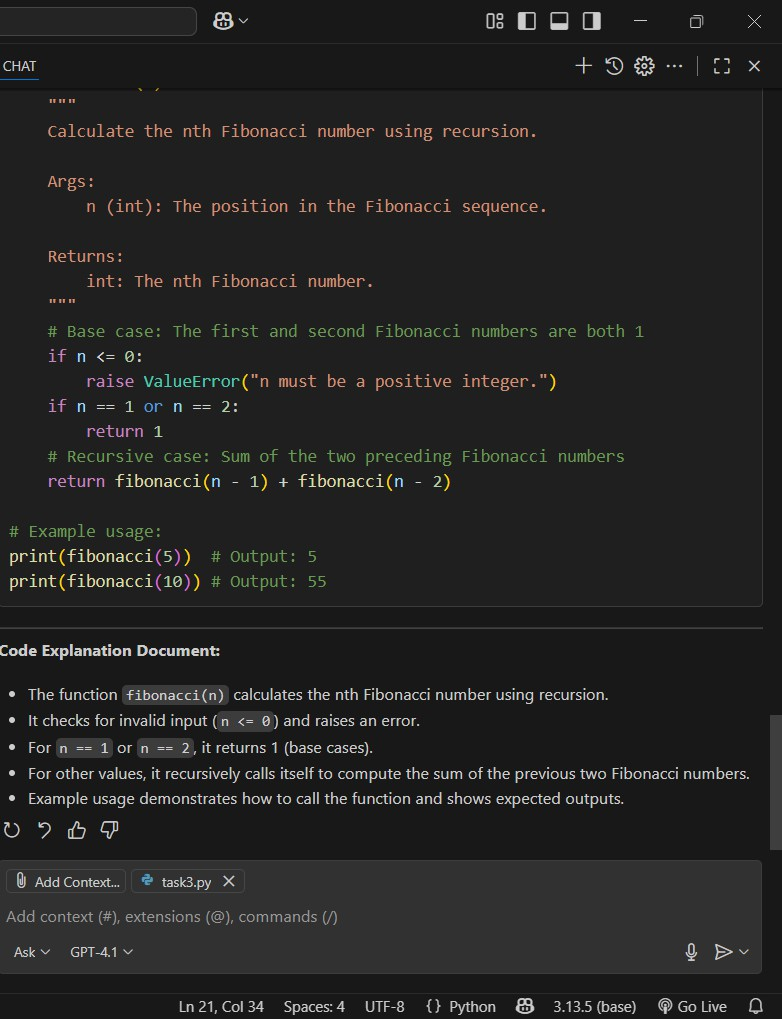 CHAT
"""
Calculate the nth Fibonacci number using recursion.
Args:
n (int): The position in the Fibonacci sequence.
Returns:
int: The nth Fibonacci number.
"""
# Base case: The first and second Fibonacci numbers are both 1
if n <= 0:
raise ValueError("n must be a positive integer.")
if n == 1 or n == 2:
return 1
# Recursive case: Sum of the two preceding Fibonacci numbers
return fibonacci(n - 1) + fibonacci(n - 2)
# Example usage:
print(fibonacci(5))  # Output: 5
print(fibonacci(10)) # Output: 55
Code Explanation Document:
• The function fibonacci(n) calculates the nth Fibonacci number using recursion.
• It checks for invalid input (n <= 0) and raises an error.
• For n == 1 or n == 2, it returns 1 (base cases).
• For other values, it recursively calls itself to compute the sum of the previous two Fibonacci numbers.
• Example usage demonstrates how to call the function and shows expected outputs.
Add Context... task3.py
Add context (#), extensions (@), commands (/)
Ask GPT-4.1
Ln 21, Col 34 Spaces: 4 UTF-8 {} Python 3.13.5 (base) Go Live